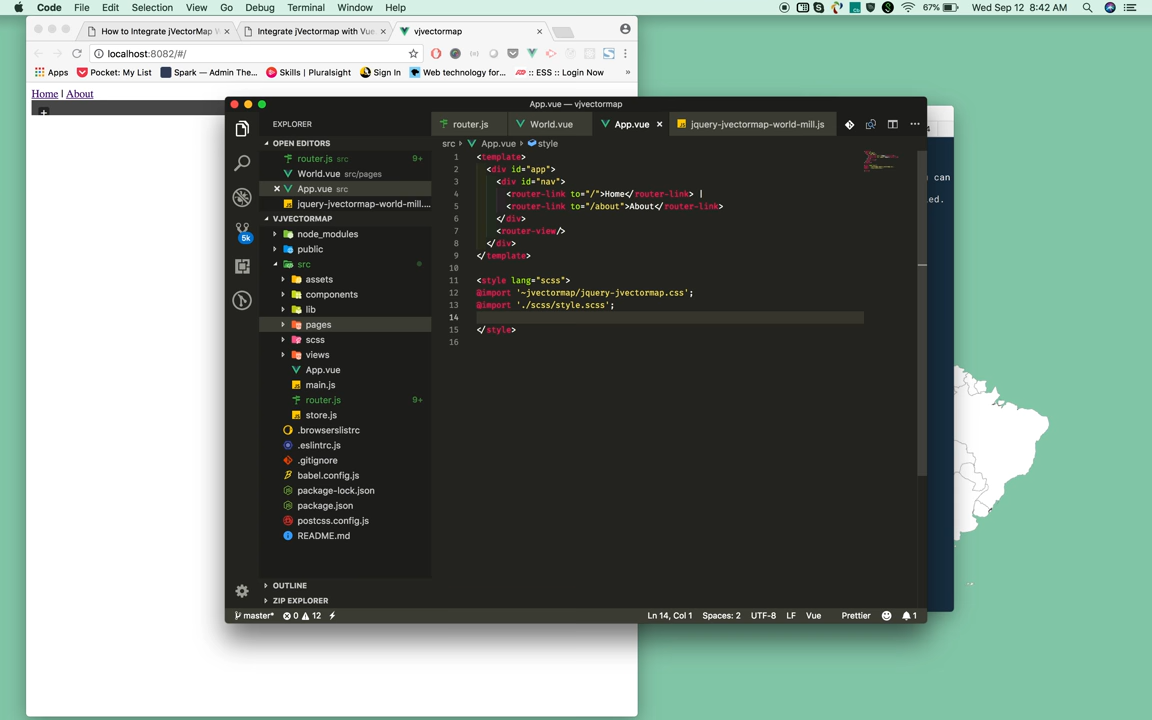 Code File Edit Selection View Go Debug Terminal Window Help 67% Wed Sep 12 8:42 AM
How to Integrate jVectorMap W
Integrate jVectormap with Vue
vjvectormap
localhost:8082/#/
Apps Pocket: My List Spark — Admin The... Skills | Pluralsight Sign In Web technology for... ::: ESS :: Login Now »
Home | About
App.vue — vjvectormap
EXPLORER
router.js World.vue App.vue jquery-jvectormap-world-mill.js
OPEN EDITORS
router.js src 9+
World.vue src/pages
App.vue src
jquery-jvectormap-world-mill....
VJVECTORMAP
node_modules
public
src
assets
components
lib
pages
scss
views
App.vue
main.js
router.js 9+
store.js
.browserslistrc
.eslintrc.js
.gitignore
babel.config.js
package-lock.json
package.json
postcss.config.js
README.md
OUTLINE
ZIP EXPLORER
5k
src App.vue style
1 <template>
2 <div id="app">
3 <div id="nav">
4 <router-link to="/">Home</router-link> |
5 <router-link to="/about">About</router-link>
6 </div>
7 <router-view/>
8 </div>
9 </template>
10
11 <style lang="scss">
12 @import '~jvectormap/jquery-jvectormap.css';
13 @import './scss/style.scss';
14
15 </style>
16
can
ed.
master* 0 12 Ln 14, Col 1 Spaces: 2 UTF-8 LF Vue Prettier 1